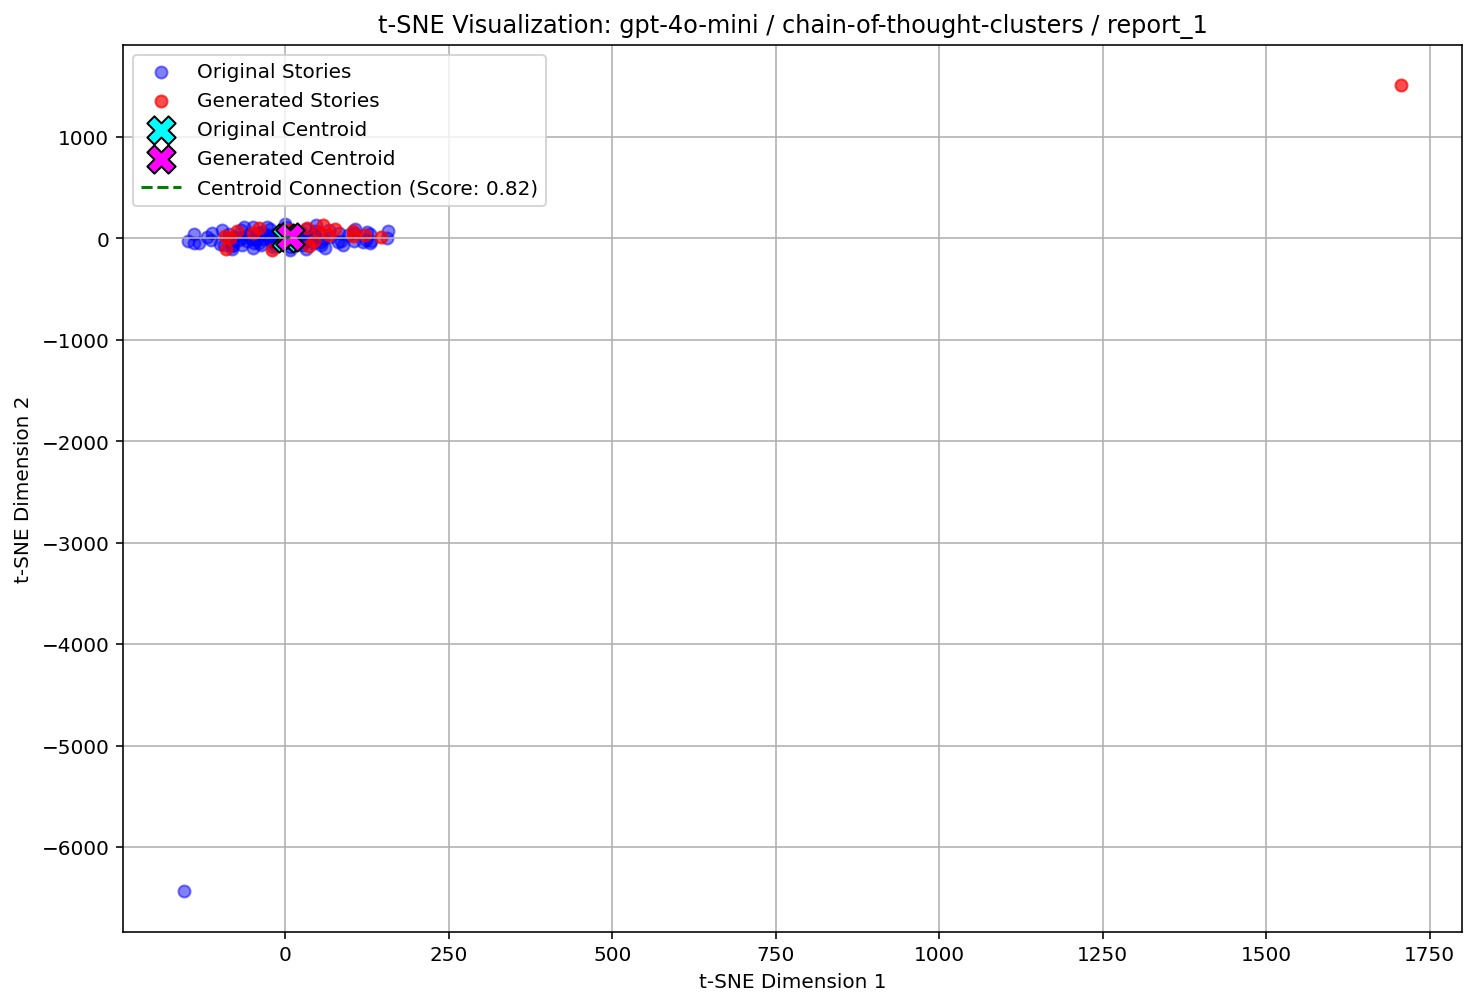 t-SNE Visualization: gpt-4o-mini / chain-of-thought-clusters / report_1
Original Stories
Generated Stories
Original Centroid
Generated Centroid
Centroid Connection (Score: 0.82)
1000
0
−1000
−2000
−3000
−4000
−5000
−6000
t-SNE Dimension 2
0
250
500
750
1000
1250
1500
1750
t-SNE Dimension 1